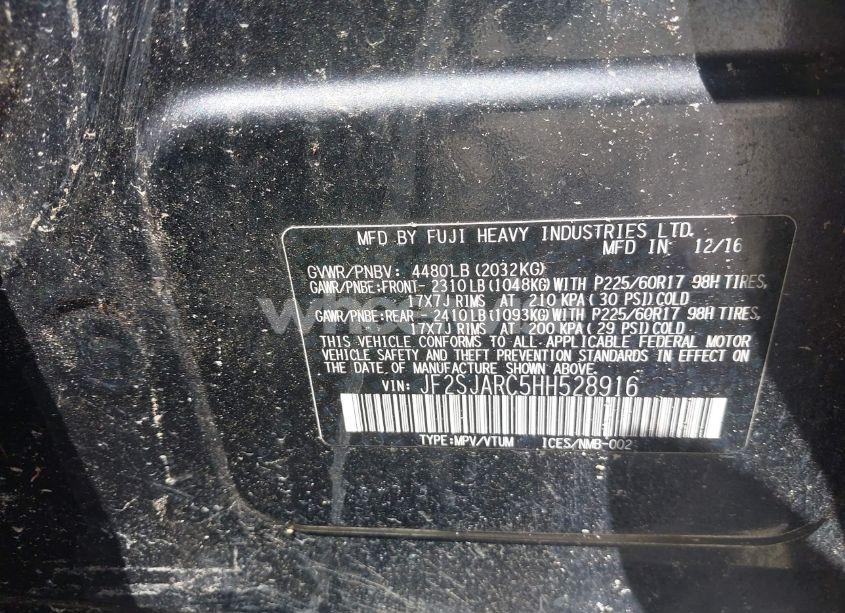 MFD BY FUJI HEAVY INDUSTRIES LTD.
MFD IN 12/16
GVWR/PNBV: 4480LB (2032KG)
GAWR/PNBE:FRONT- 2310LB (1048KG) WITH P225/60R17 98H TIRES,
17X7J RIMS AT 210 KPA ( 30 PSI) COLD
GAWR/PNBE:REAR - 2410LB (1093KG) WITH P225/60R17 98H TIRES,
17X7J RIMS AT 200 KPA ( 29 PSI) COLD
THIS VEHICLE CONFORMS TO ALL APPLICABLE FEDERAL MOTOR
VEHICLE SAFETY AND THEFT PREVENTION STANDARDS IN EFFECT ON
THE DATE OF MANUFACTURE SHOWN ABOVE.
VIN: JF2SJARC5HH528916
TYPE:MPV/VTUM ICES/NMB-002